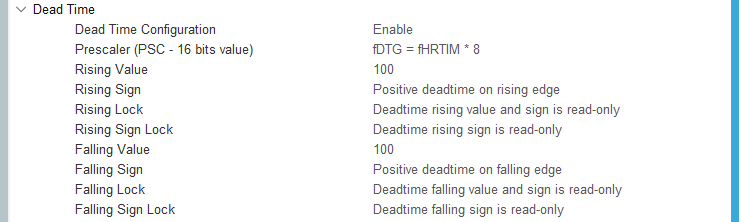 Dead Time
Dead Time Configuration Enable
Prescaler (PSC - 16 bits value) fDTG = fHRTIM * 8
Rising Value 100
Rising Sign Positive deadtime on rising edge
Rising Lock Deadtime rising value and sign is read-only
Rising Sign Lock Deadtime rising sign is read-only
Falling Value 100
Falling Sign Positive deadtime on falling edge
Falling Lock Deadtime falling value and sign is read-only
Falling Sign Lock Deadtime falling sign is read-only